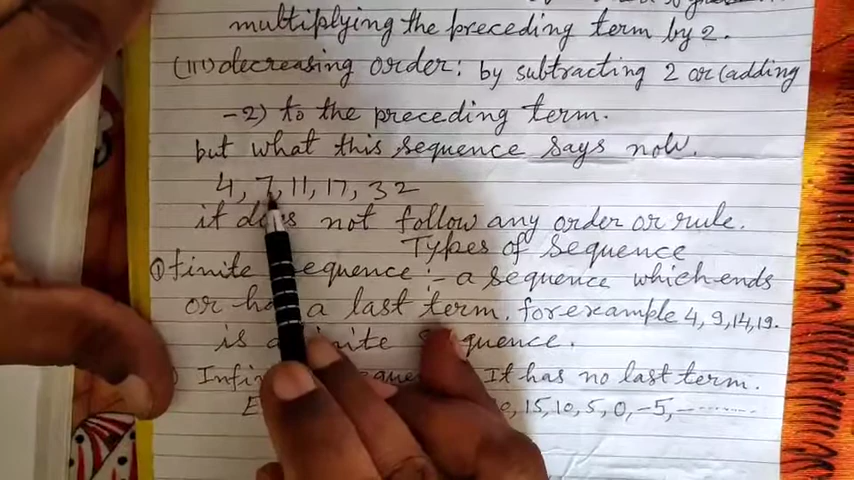 multiplying the preceding term by 2.
(III) decreasing order: by subtracting 2 or (adding
-2) to the preceding term.
but what this sequence says now.
4, 7, 11, 17, 32
it does not follow any order or rule.
Types of Sequence
① finite sequence :- a sequence which ends
or has a last term. for example 4, 9, 14, 19.
is a finite sequence.
It has no last term.
15, 10, 5, 0, -5, ----------